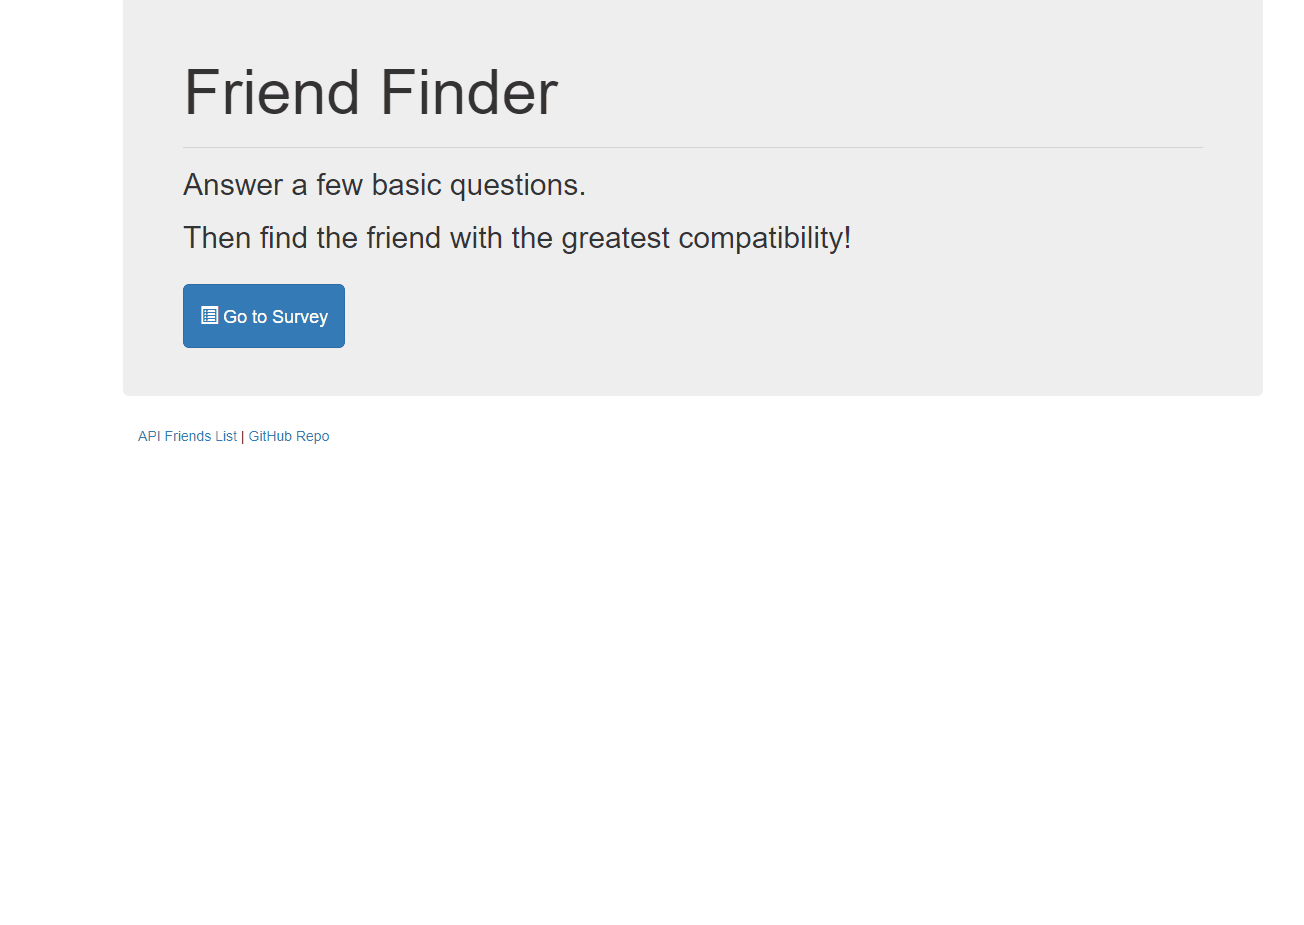 Friend Finder
Answer a few basic questions.
Then find the friend with the greatest compatibility!
Go to Survey
API Friends List | GitHub Repo